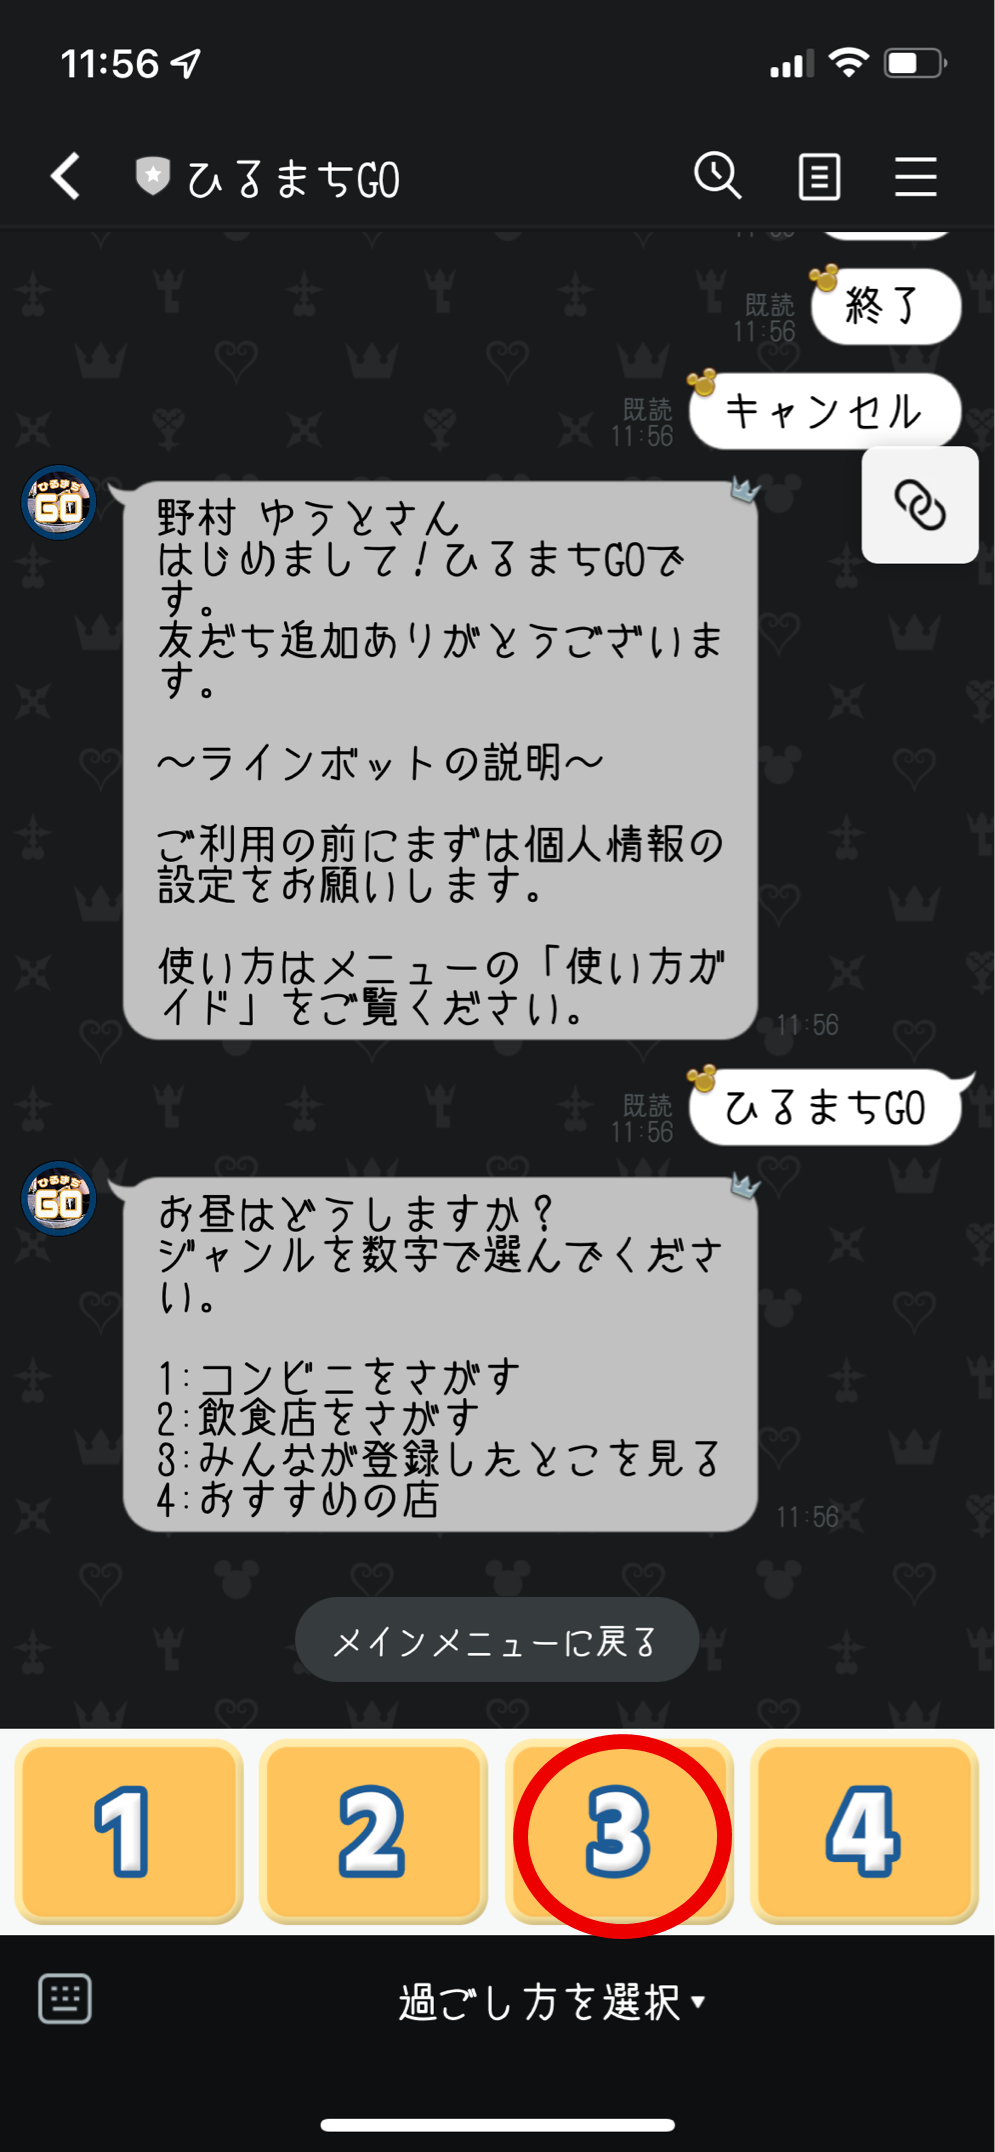 11:56
ひるまちGO
終了
既読
11:56
キャンセル
既読
11:56
ひるまち
GO
野村 ゆうとさん
はじめまして！ひるまちGOで
す。
友だち追加ありがとうございま
す。
～ラインボットの説明～
ご利用の前にまずは個人情報の
設定をお願いします。
使い方はメニューの「使い方ガ
イド」をご覧ください。
11:56
ひるまちGO
既読
11:56
ひるまち
GO
お昼はどうしますか？
ジャンルを数字で選んでくださ
い。
1:コンビニをさがす
2:飲食店をさがす
3:みんなが登録したとこを見る
4:おすすめの店
11:56
メインメニューに戻る
1 2 3 4
過ごし方を選択▼